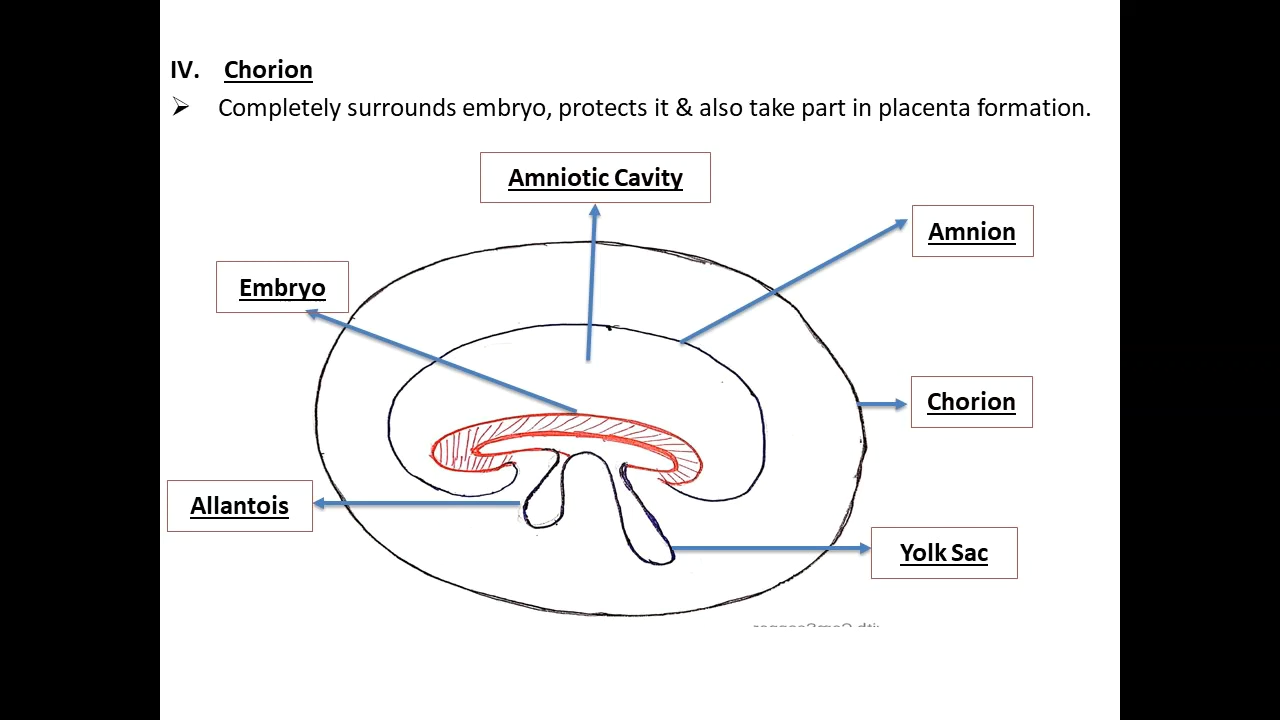 IV. Chorion
➢ Completely surrounds embryo, protects it & also take part in placenta formation.
Amniotic Cavity
Amnion
Embryo
Chorion
Allantois
Yolk Sac